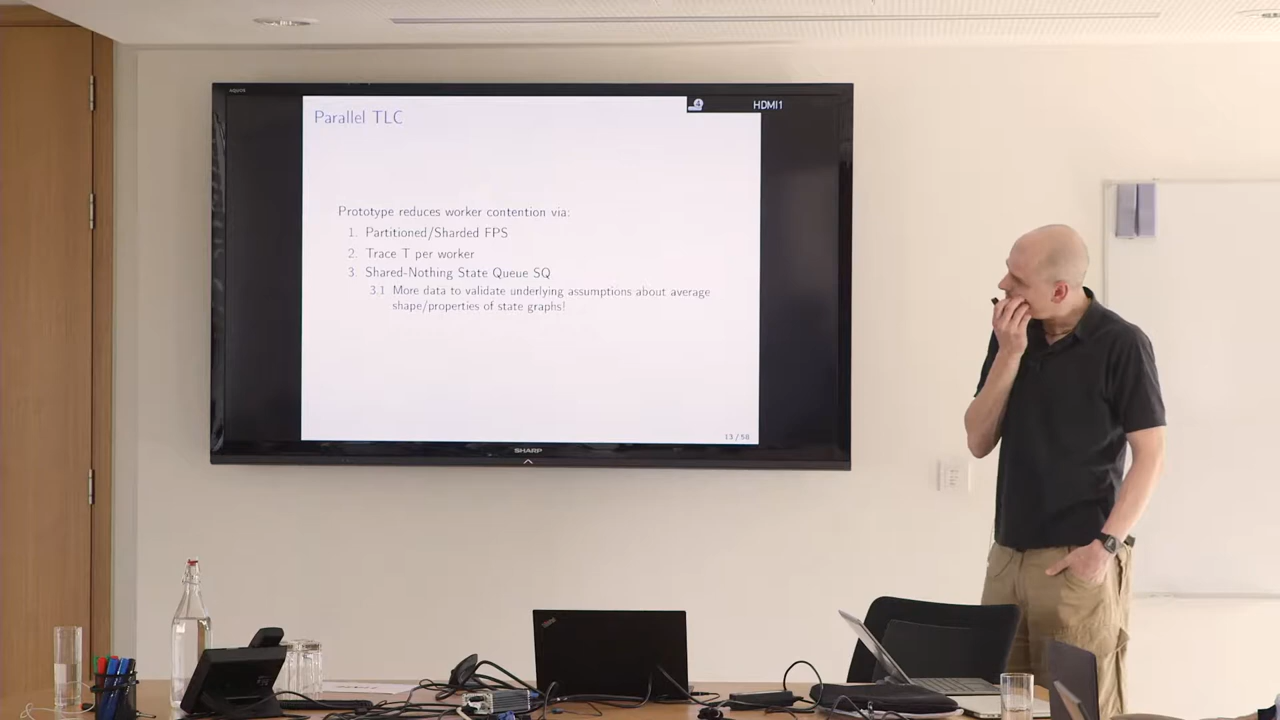 AQUOS
HDMI1
Parallel TLC
Prototype reduces worker contention via:
1. Partitioned/Sharded FPS
2. Trace T per worker
3. Shared-Nothing State Queue SQ
3.1 More data to validate underlying assumptions about average
shape/properties of state graphs!
13 / 58
SHARP